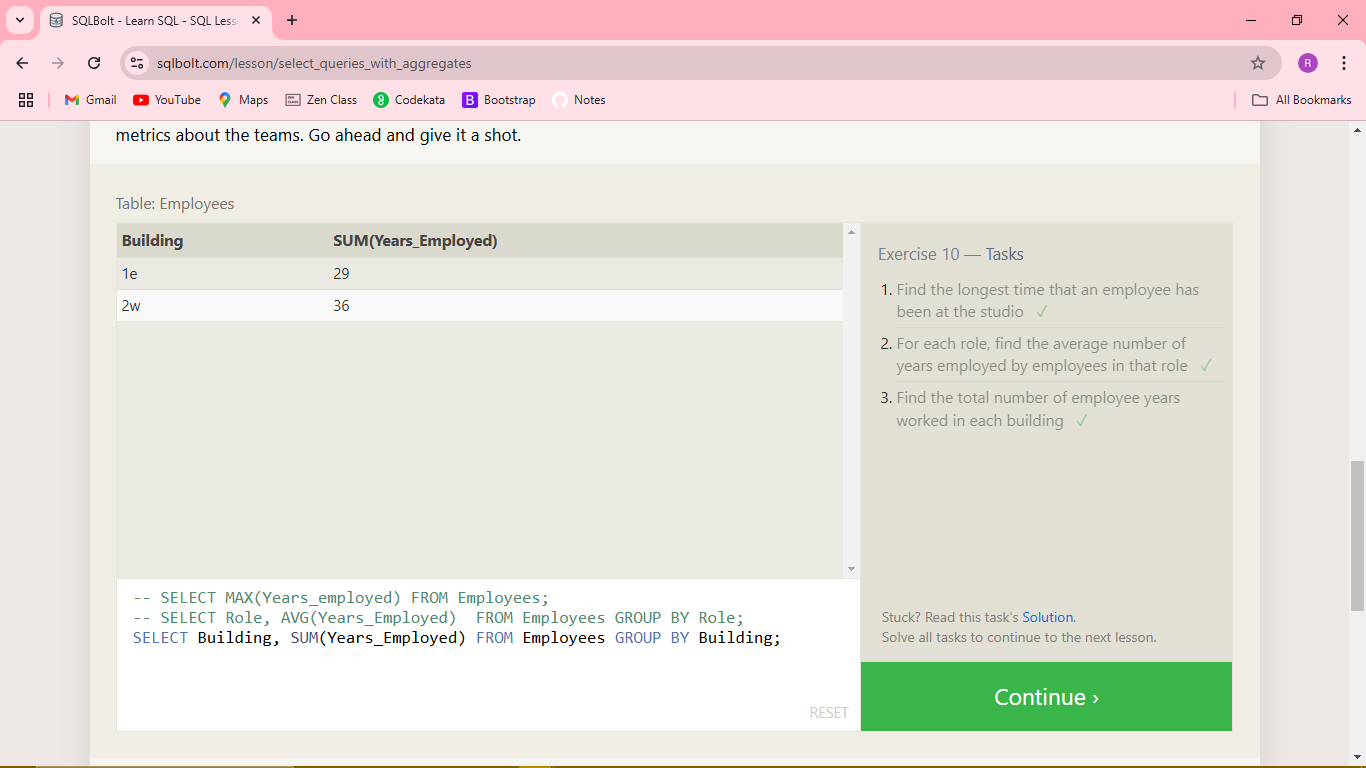 SQLBolt - Learn SQL - SQL Less
sqlbolt.com/lesson/select_queries_with_aggregates
R
Gmail YouTube Maps Zen Class Codekata Bootstrap Notes All Bookmarks
metrics about the teams. Go ahead and give it a shot.
Table: Employees
Building SUM(Years_Employed)
1e 29
2w 36
Exercise 10 — Tasks
1. Find the longest time that an employee has
been at the studio ✓
2. For each role, find the average number of
years employed by employees in that role ✓
3. Find the total number of employee years
worked in each building ✓
-- SELECT MAX(Years_employed) FROM Employees;
-- SELECT Role, AVG(Years_Employed)  FROM Employees GROUP BY Role;
SELECT Building, SUM(Years_Employed) FROM Employees GROUP BY Building;
RESET
Stuck? Read this task's Solution.
Solve all tasks to continue to the next lesson.
Continue ›